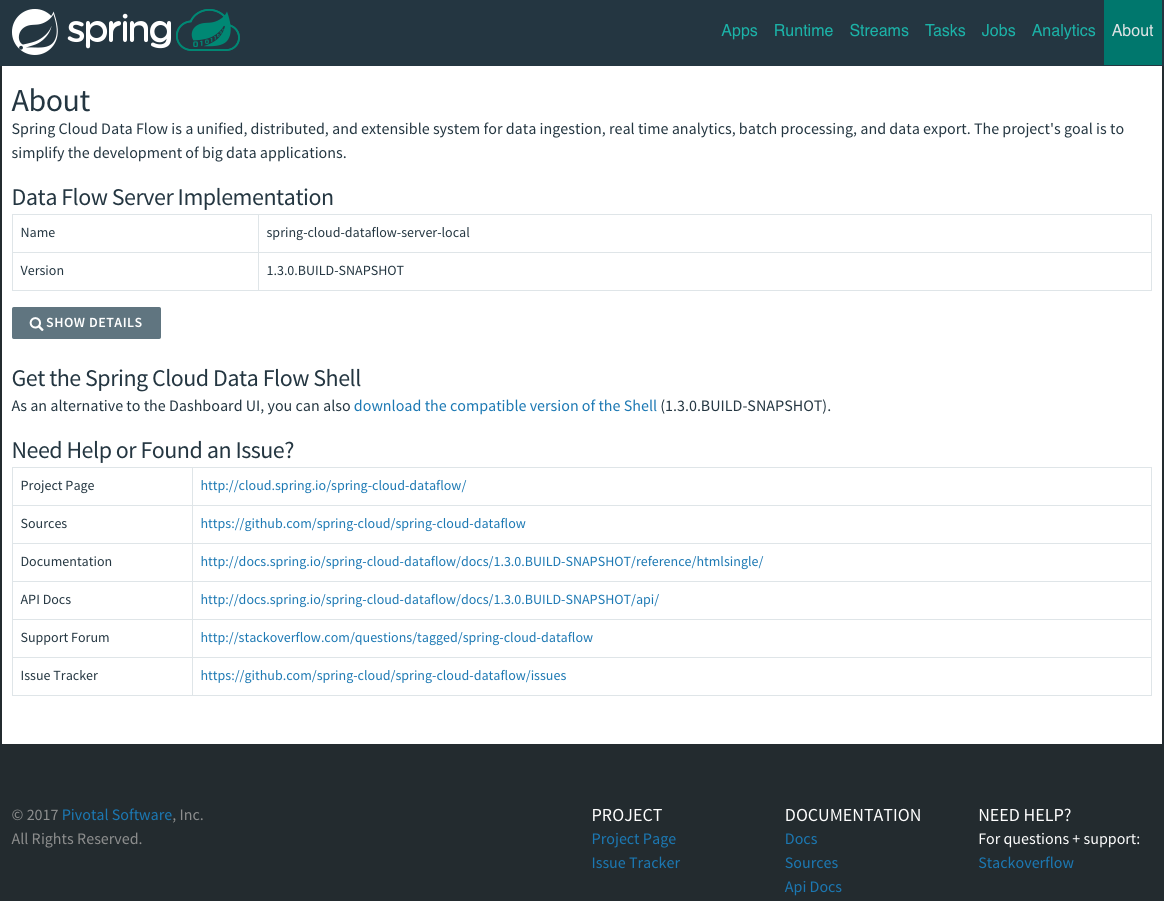 spring
Apps Runtime Streams Tasks Jobs Analytics About
About
Spring Cloud Data Flow is a unified, distributed, and extensible system for data ingestion, real time analytics, batch processing, and data export. The project's goal is to
simplify the development of big data applications.
Data Flow Server Implementation
Name spring-cloud-dataflow-server-local
Version 1.3.0.BUILD-SNAPSHOT
SHOW DETAILS
Get the Spring Cloud Data Flow Shell
As an alternative to the Dashboard UI, you can also download the compatible version of the Shell (1.3.0.BUILD-SNAPSHOT).
Need Help or Found an Issue?
Project Page http://cloud.spring.io/spring-cloud-dataflow/
Sources https://github.com/spring-cloud/spring-cloud-dataflow
Documentation http://docs.spring.io/spring-cloud-dataflow/docs/1.3.0.BUILD-SNAPSHOT/reference/htmlsingle/
API Docs http://docs.spring.io/spring-cloud-dataflow/docs/1.3.0.BUILD-SNAPSHOT/api/
Support Forum http://stackoverflow.com/questions/tagged/spring-cloud-dataflow
Issue Tracker https://github.com/spring-cloud/spring-cloud-dataflow/issues
© 2017 Pivotal Software, Inc.
All Rights Reserved.
PROJECT
Project Page
Issue Tracker
DOCUMENTATION
Docs
Sources
Api Docs
NEED HELP?
For questions + support:
Stackoverflow